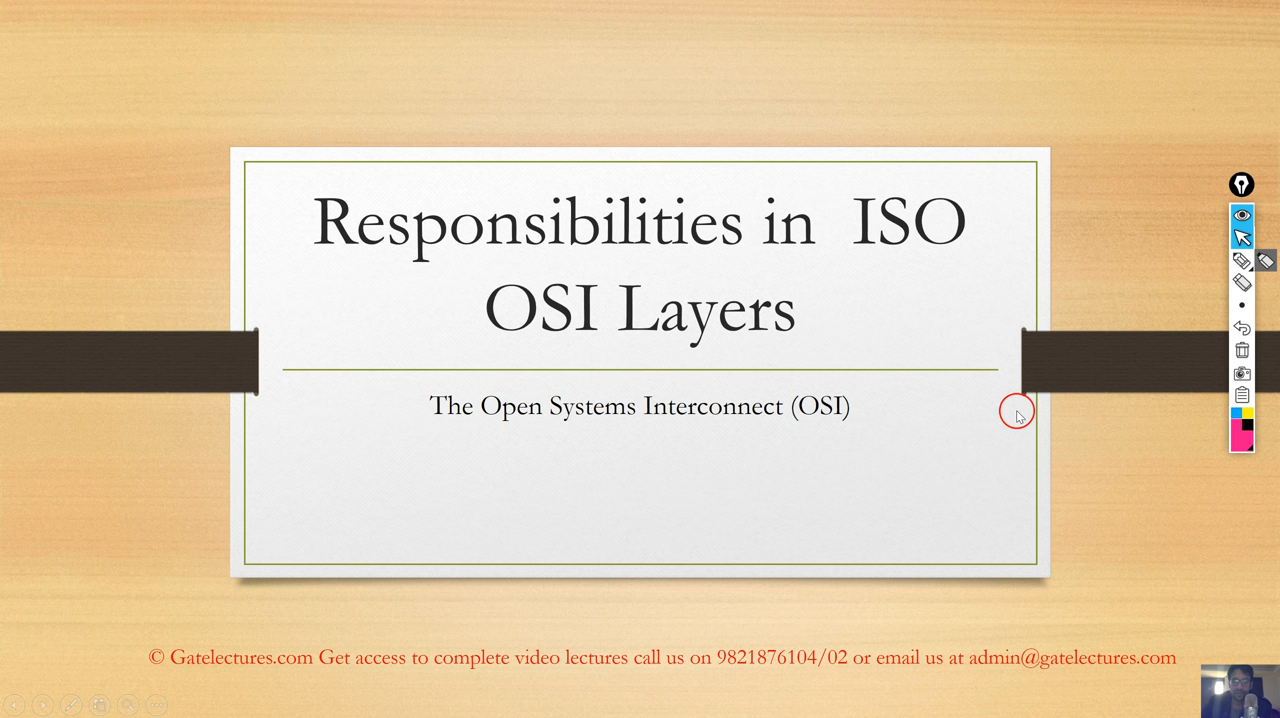 Responsibilities in ISO
OSI Layers
The Open Systems Interconnect (OSI)
© Gatelectures.com Get access to complete video lectures call us on 9821876104/02 or email us at admin@gatelectures.com